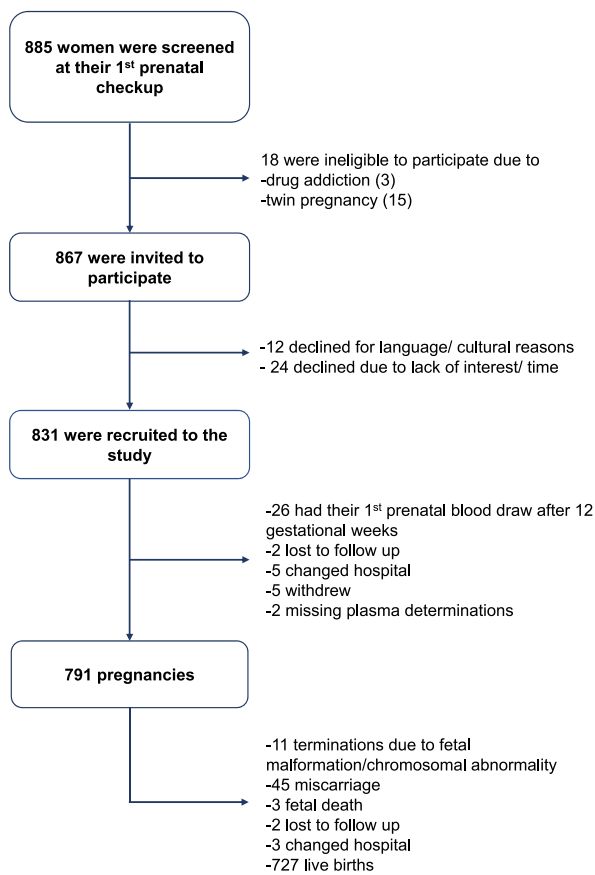 885 women were screened
at their 1st prenatal
checkup
18 were ineligible to participate due to
-drug addiction (3)
-twin pregnancy (15)
867 were invited to
participate
-12 declined for language/ cultural reasons
- 24 declined due to lack of interest/ time
831 were recruited to the
study
-26 had their 1st prenatal blood draw after 12
gestational weeks
-2 lost to follow up
-5 changed hospital
-5 withdrew
-2 missing plasma determinations
791 pregnancies
-11 terminations due to fetal
malformation/chromosomal abnormality
-45 miscarriage
-3 fetal death
-2 lost to follow up
-3 changed hospital
-727 live births